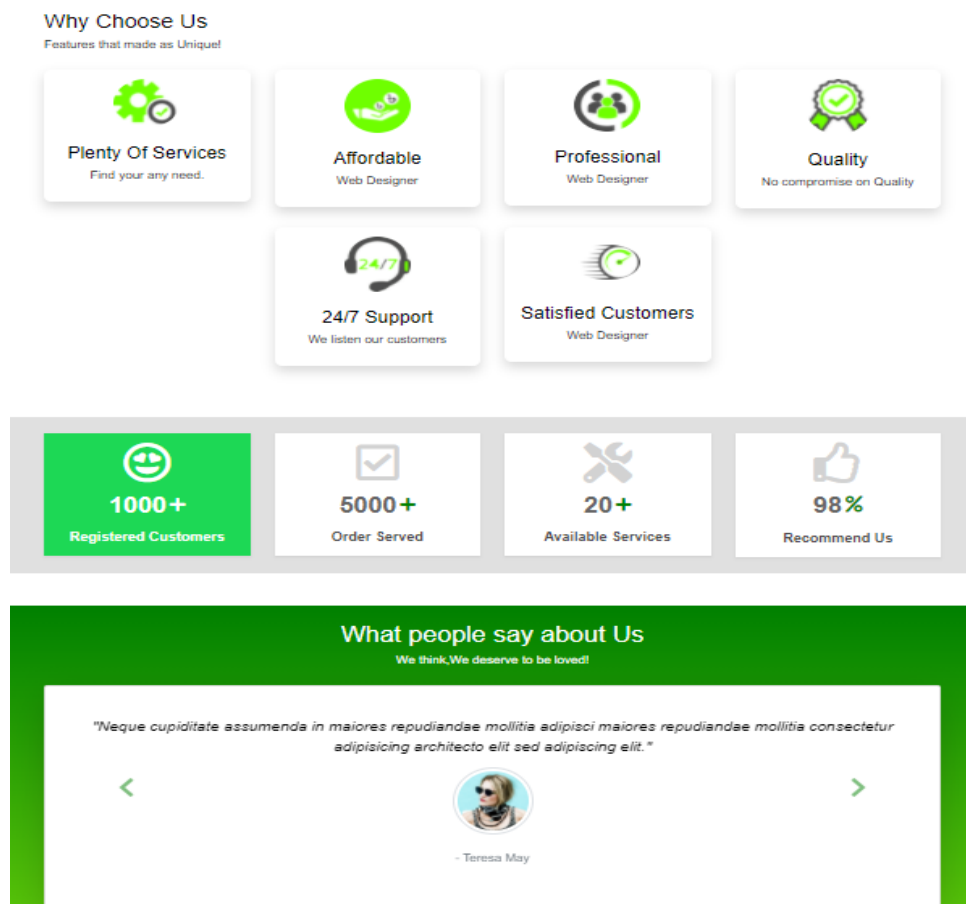 Why Choose Us
Features that made as Unique!
Plenty Of Services
Find your any need.
Affordable
Web Designer
Professional
Web Designer
Quality
No compromise on Quality
24/7
24/7 Support
We listen our customers
Satisfied Customers
Web Designer
1000+
Registered Customers
5000+
Order Served
20+
Available Services
98%
Recommend Us
What people say about Us
We think,We deserve to be loved!
"Neque cupiditate assumenda in maiores repudiandae mollitia adipisci maiores repudiandae mollitia consectetur
adipisicing architecto elit sed adipiscing elit."
- Teresa May